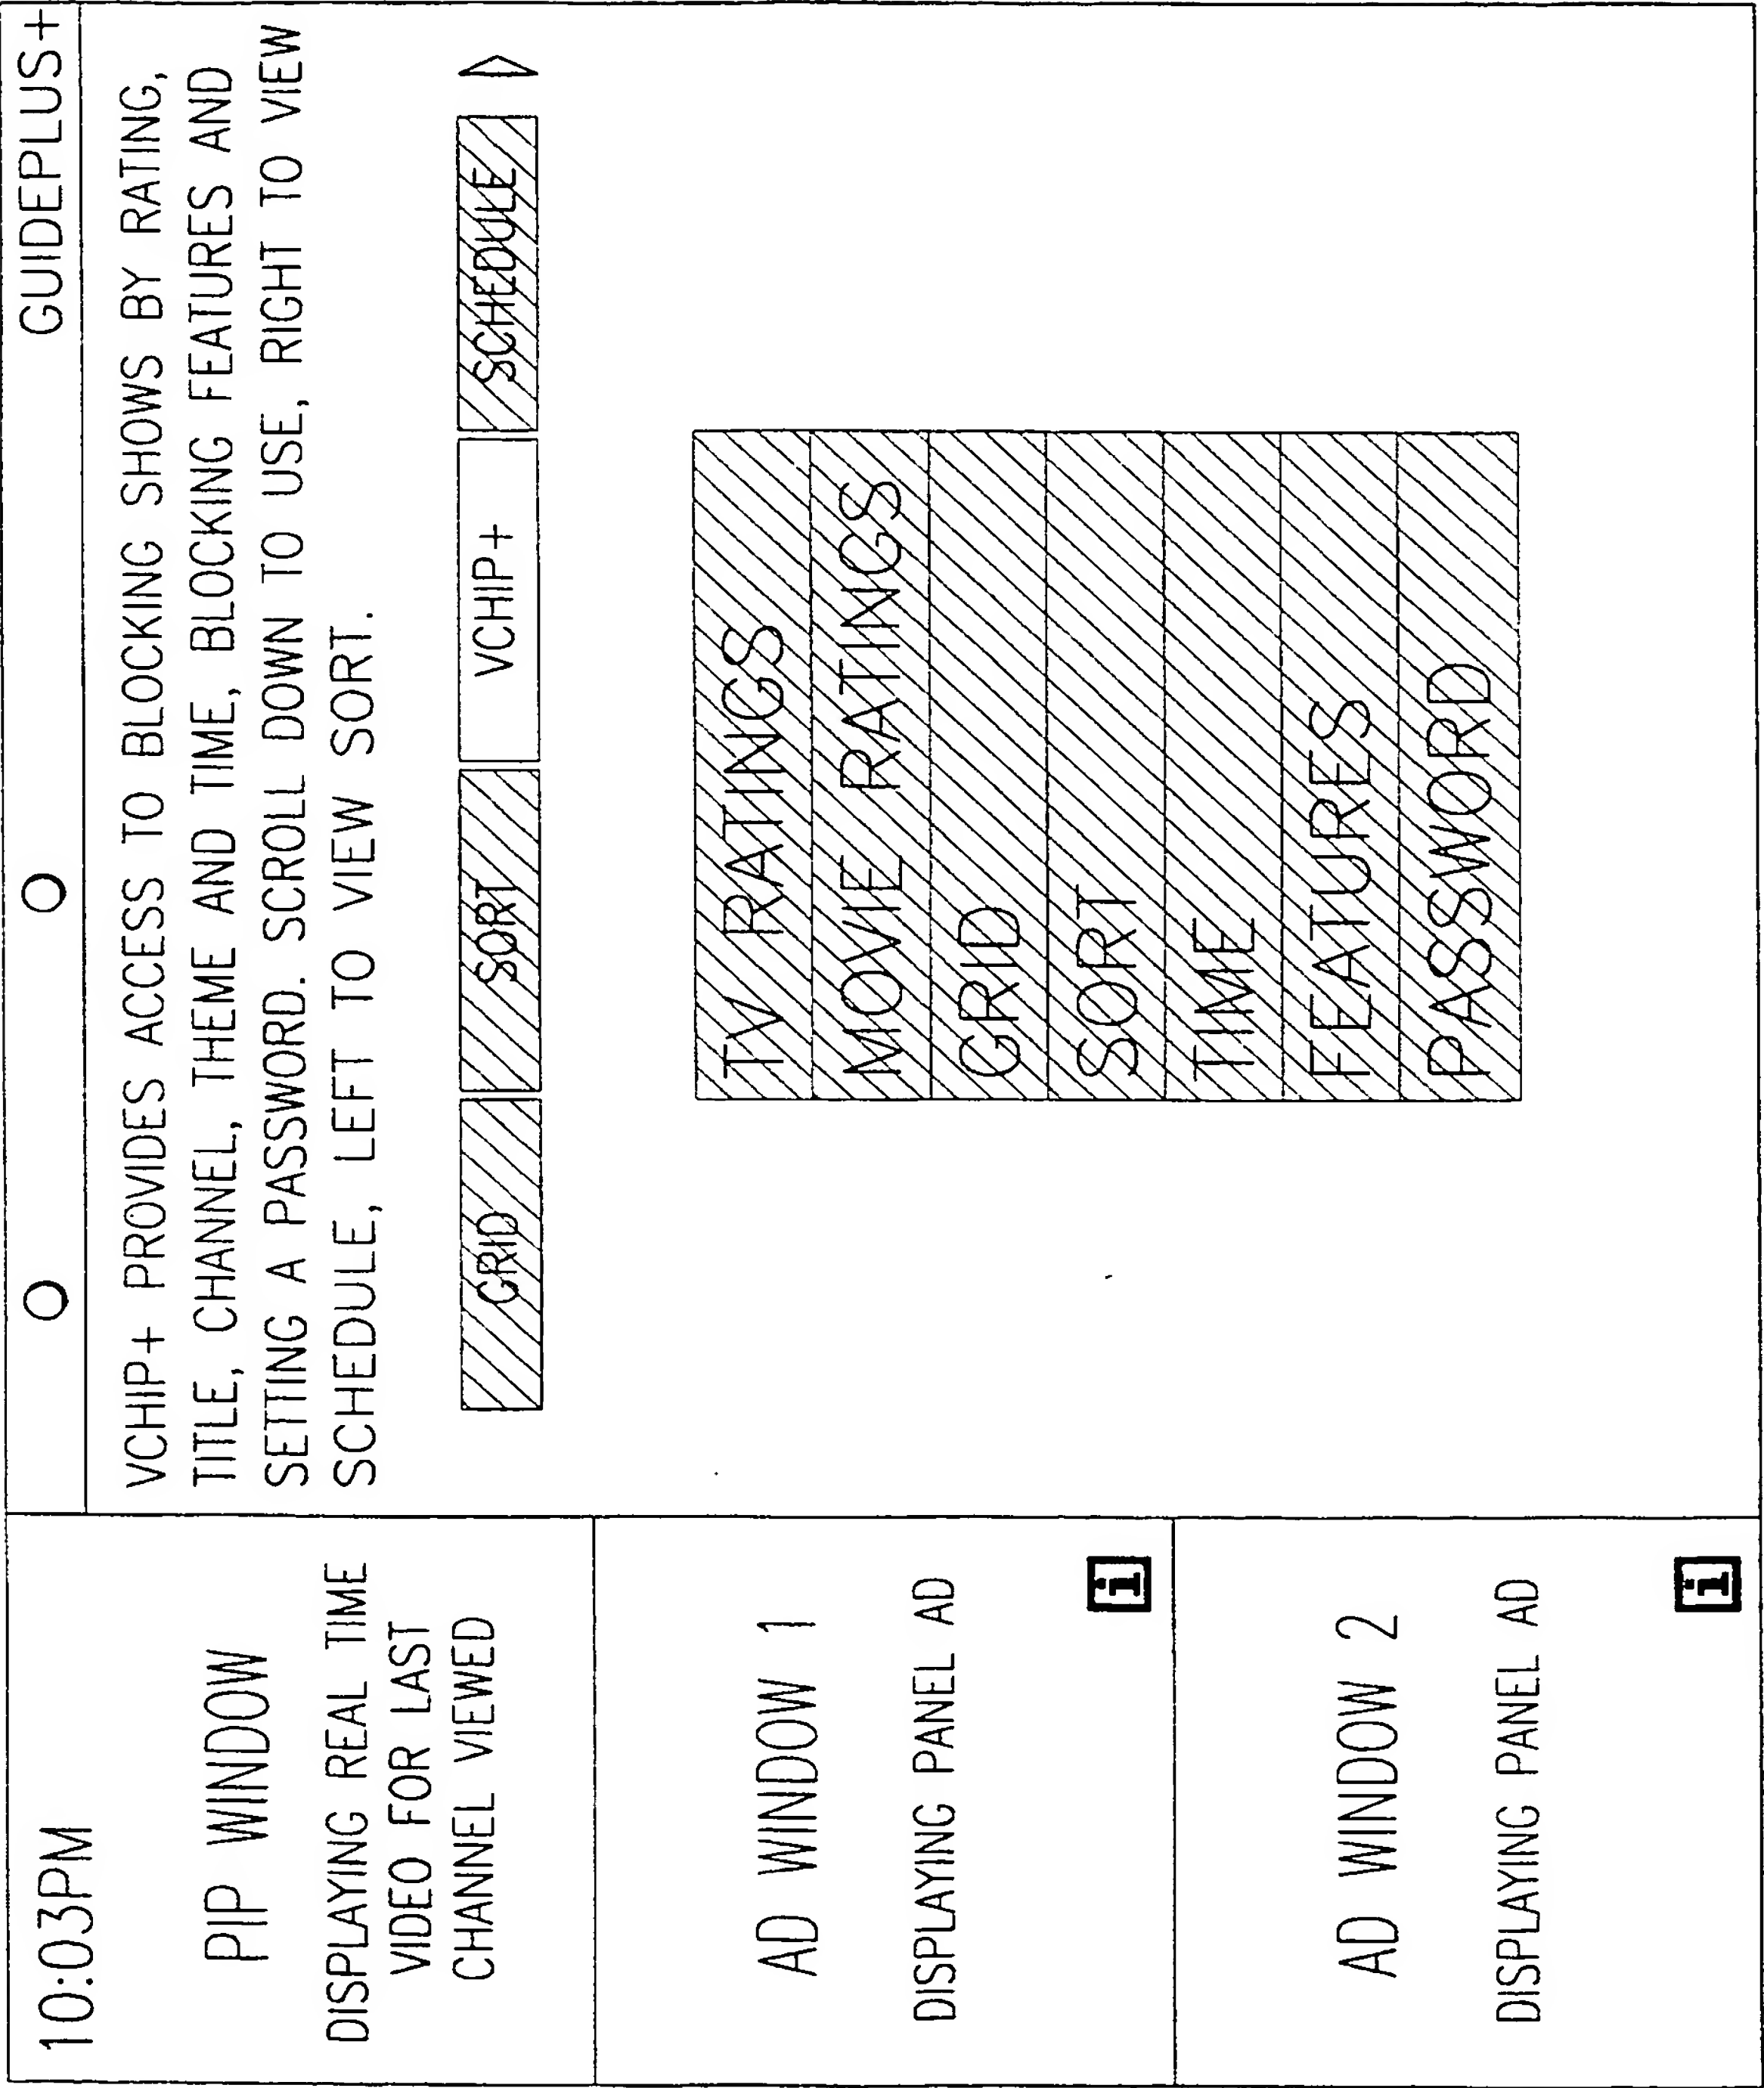 10:03PM
PIP WINDOW
DISPLAYING REAL TIME
VIDEO FOR LAST
CHANNEL VIEWED
AD WINDOW 1
DISPLAYING PANEL AD
i
AD WINDOW 2
DISPLAYING PANEL AD
i
GUIDEPLUS+
VCHIP+ PROVIDES ACCESS TO BLOCKING SHOWS BY RATING,
TITLE, CHANNEL, THEME AND TIME, BLOCKING FEATURES AND
SETTING A PASSWORD. SCROLL DOWN TO USE, RIGHT TO VIEW
SCHEDULE, LEFT TO VIEW SORT.
GRID SORT VCHIP+ SCHEDULE
TV RATINGS
MOVIE RATINGS
GRID
SORT
TIME
FEATURES
PASSWORD